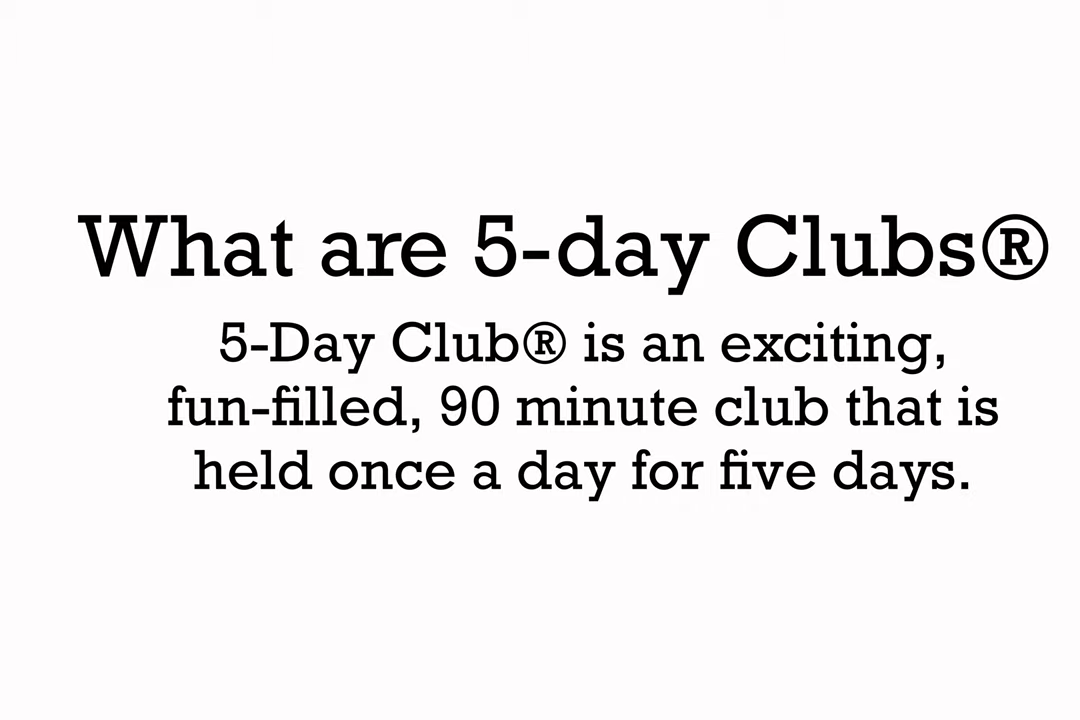 What are 5-day Clubs®
5-Day Club® is an exciting,
fun-filled, 90 minute club that is
held once a day for five days.